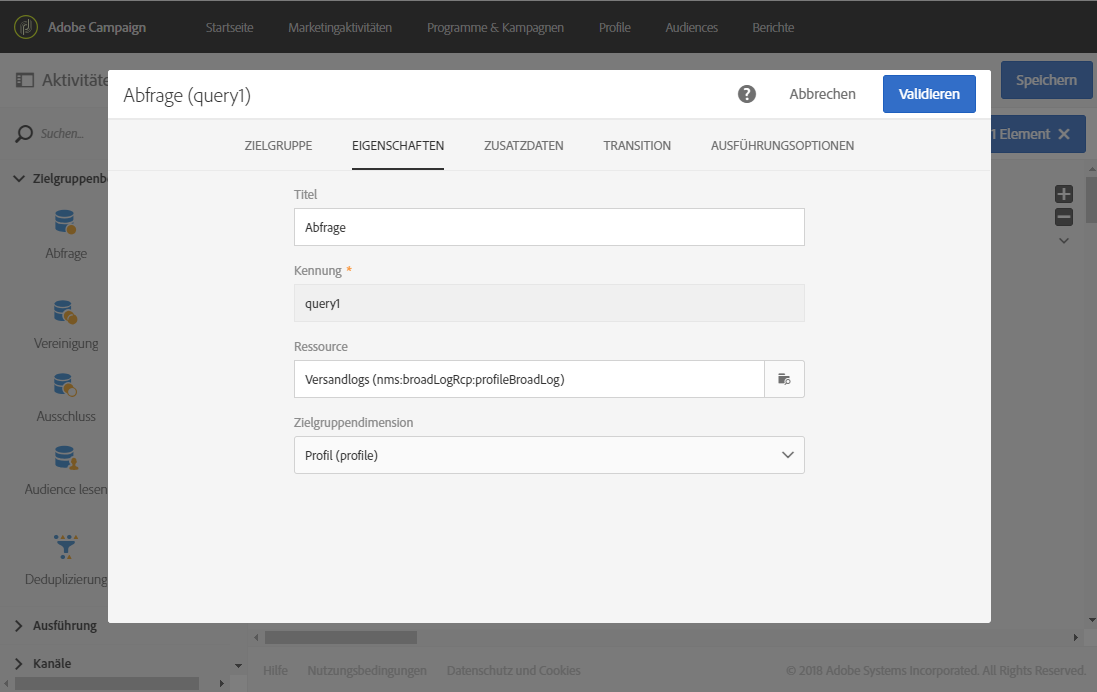 Adobe Campaign
Startseite
Marketingaktivitäten
Programme & Kampagnen
Profile
Audiences
Berichte
Aktivitäte
Speichern
Suchen...
1 Element
Zielgruppenb
Abfrage
Vereinigung
Ausschluss
Audience lesen
Deduplizierung
Ausführung
Kanäle
Abfrage (query1)
Abbrechen
Validieren
ZIELGRUPPE
EIGENSCHAFTEN
ZUSATZDATEN
TRANSITION
AUSFÜHRUNGSOPTIONEN
Titel
Abfrage
Kennung *
query1
Ressource
Versandlogs (nms:broadLogRcp:profileBroadLog)
Zielgruppendimension
Profil (profile)
Hilfe
Nutzungsbedingungen
Datenschutz und Cookies
© 2018 Adobe Systems Incorporated. All Rights Reserved.